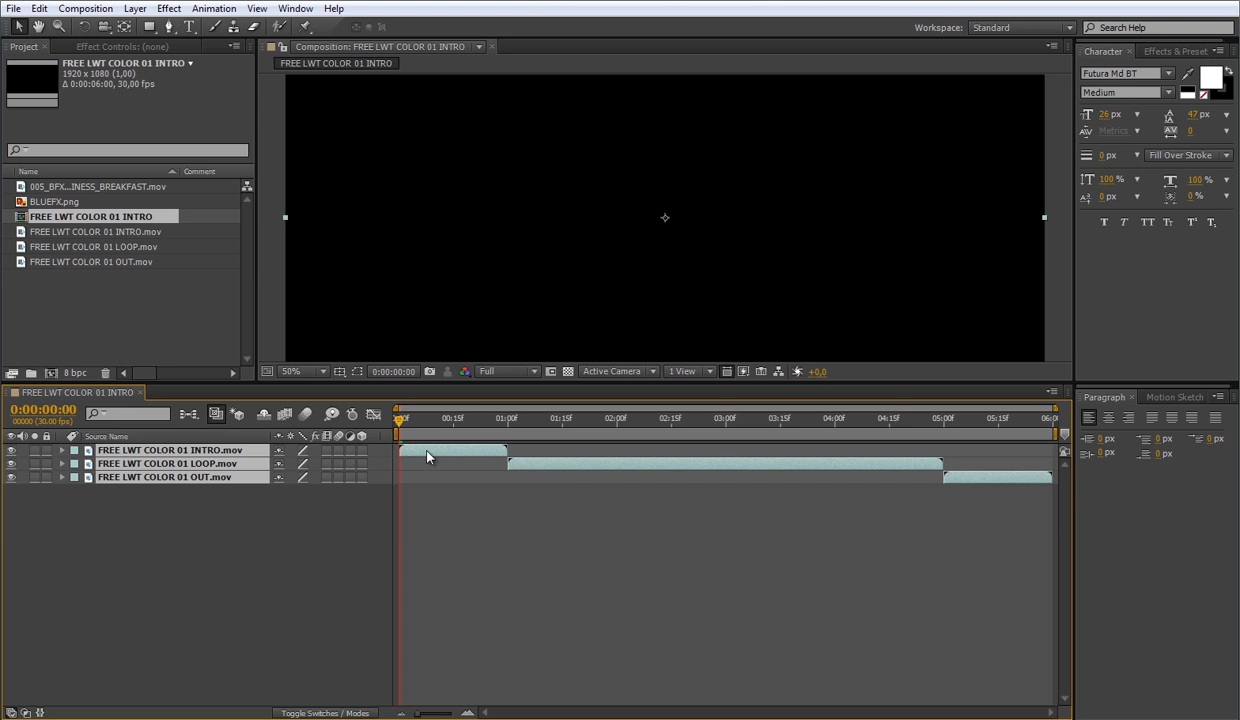 File Edit Composition Layer Effect Animation View Window Help
Workspace: Standard Search Help
Project × Effect Controls: (none)
Composition: FREE LWT COLOR 01 INTRO
Character × Effects & Preset
FREE LWT COLOR 01 INTRO
FREE LWT COLOR 01 INTRO
1920 x 1080 (1,00)
Δ 0:00:06:00, 30,00 fps
Futura Md BT
Medium
26 px 47 px
Metrics 0
0 px Fill Over Stroke
100 % 100 %
0 px 0 %
T T TT Tt T¹ T₁
Name Comment
005_BFX...INESS_BREAKFAST.mov
BLUEFX.png
FREE LWT COLOR 01 INTRO
FREE LWT COLOR 01 INTRO.mov
FREE LWT COLOR 01 LOOP.mov
FREE LWT COLOR 01 OUT.mov
8 bpc
50% 0:00:00:00 Full Active Camera 1 View +0,0
FREE LWT COLOR 01 INTRO
Paragraph × Motion Sketch
0:00:00:00
00000 (30.00 fps)
00:15f 01:00f 01:15f 02:00f 02:15f 03:00f 03:15f 04:00f 04:15f 05:00f 05:15f
Source Name
FREE LWT COLOR 01 INTRO.mov
FREE LWT COLOR 01 LOOP.mov
FREE LWT COLOR 01 OUT.mov
0 px 0 px 0 px
0 px 0 px
Toggle Switches / Modes